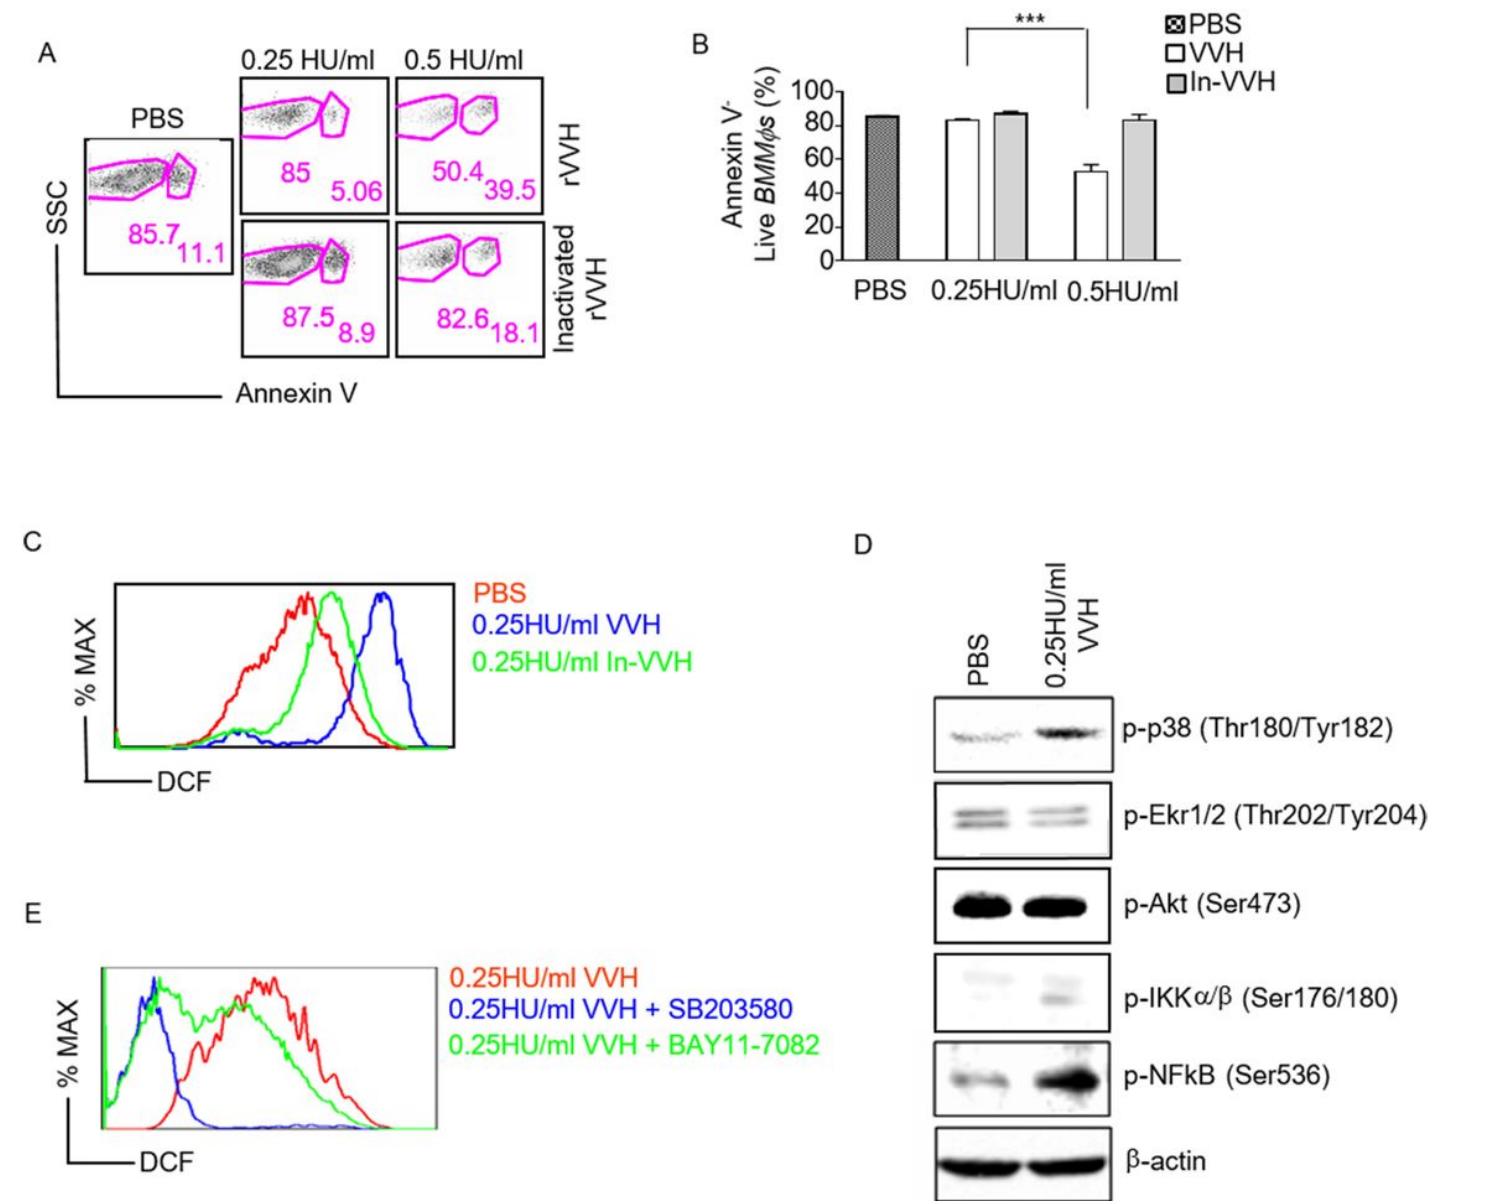 A
0.25 HU/ml
0.5 HU/ml
PBS
SSC
85.7
11.1
85
5.06
50.4
39.5
rVVH
87.5
8.9
82.6
18.1
Inactivated
rVVH
Annexin V
B
***
PBS
VVH
In-VVH
Annexin V-
Live BMMϕs (%)
100
80
60
40
20
0
PBS
0.25HU/ml
0.5HU/ml
C
% MAX
DCF
PBS
0.25HU/ml VVH
0.25HU/ml In-VVH
D
PBS
0.25HU/ml
VVH
p-p38 (Thr180/Tyr182)
p-Ekr1/2 (Thr202/Tyr204)
p-Akt (Ser473)
p-IKKα/β (Ser176/180)
p-NFkB (Ser536)
β-actin
E
% MAX
DCF
0.25HU/ml VVH
0.25HU/ml VVH + SB203580
0.25HU/ml VVH + BAY11-7082